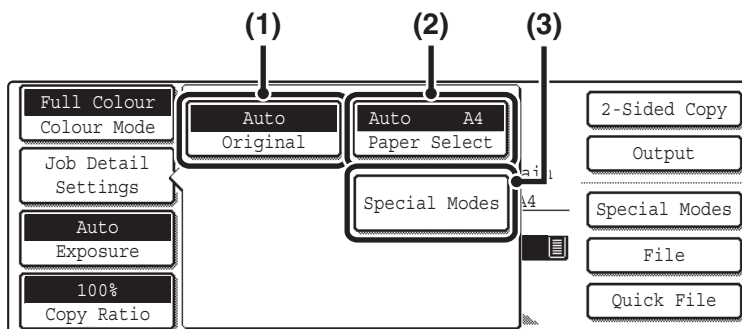 (1) (2) (3)
Full Colour
Colour Mode
Job Detail
Settings
Auto
Exposure
100%
Copy Ratio
Auto
Original
Auto A4
Paper Select
Special Modes
A4
2-Sided Copy
Output
Special Modes
File
Quick File